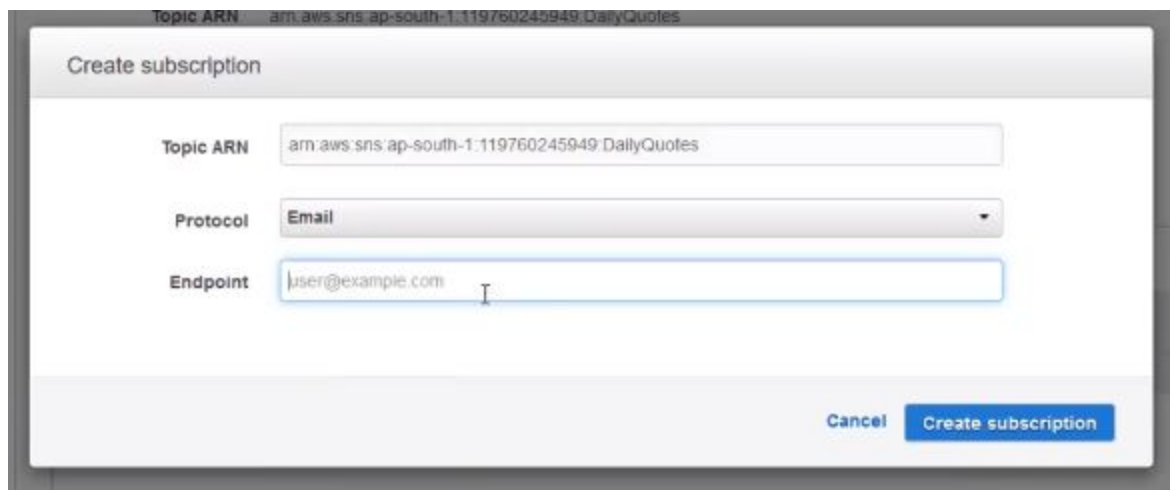 Topic ARN arn:aws:sns:ap-south-1:119760245949:DailyQuotes
Create subscription
Topic ARN arn:aws:sns:ap-south-1:119760245949:DailyQuotes
Protocol Email
Endpoint user@example.com
Cancel Create subscription